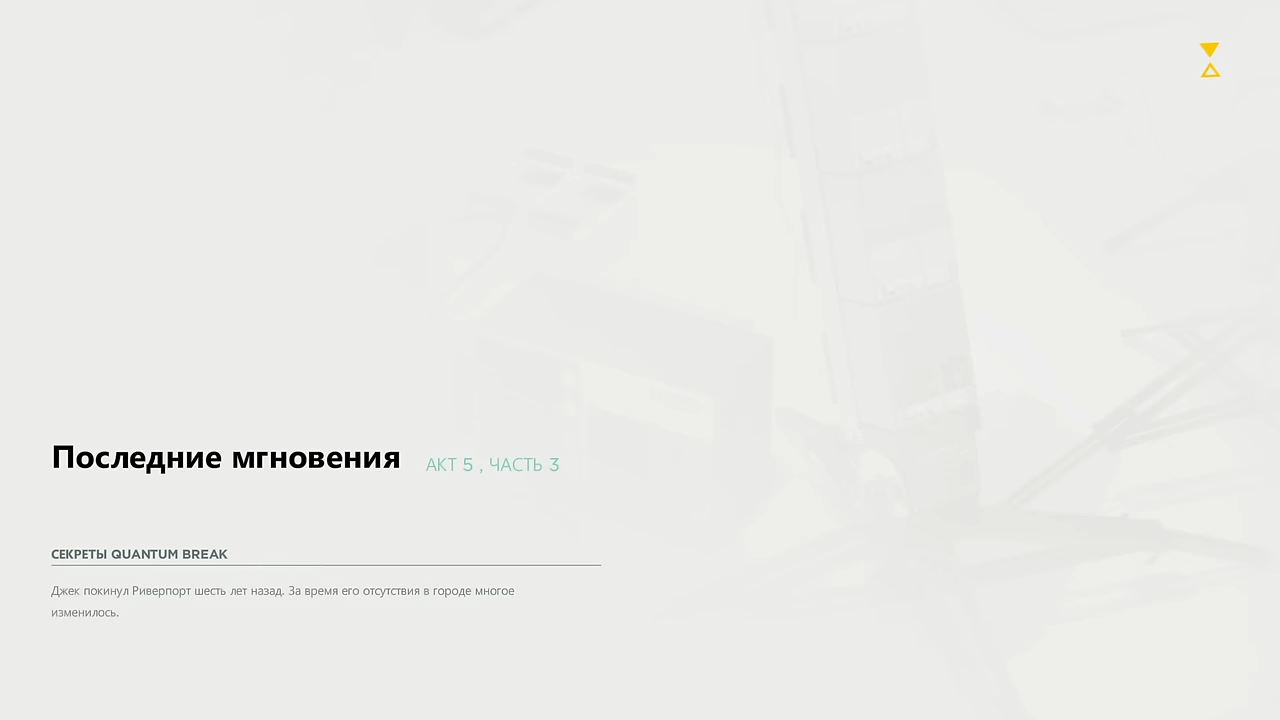 Последние мгновения АКТ 5 , ЧАСТЬ 3
СЕКРЕТЫ QUANTUM BREAK
Джек покинул Риверпорт шесть лет назад. За время его отсутствия в городе многое
изменилось.